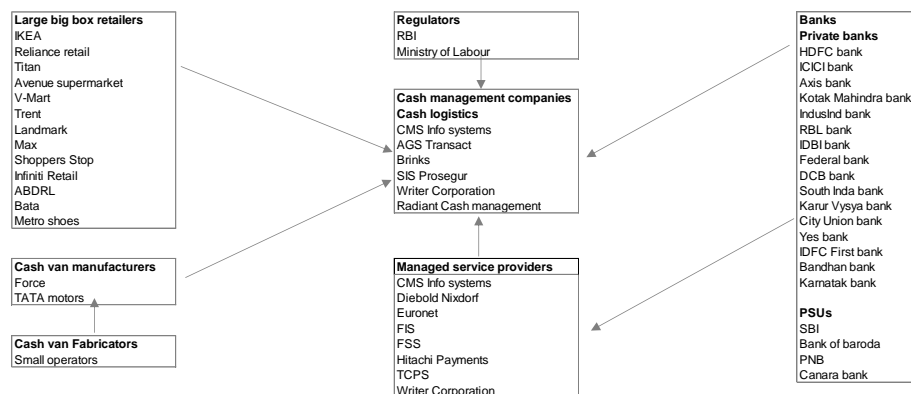 Large big box retailers
IKEA
Reliance retail
Titan
Avenue supermarket
V-Mart
Trent
Landmark
Max
Shoppers Stop
Infiniti Retail
ABDRL
Bata
Metro shoes
Cash van manufacturers
Force
TATA motors
Cash van Fabricators
Small operators
Regulators
RBI
Ministry of Labour
Cash management companies
Cash logistics
CMS Info systems
AGS Transact
Brinks
SIS Prosegur
Writer Corporation
Radiant Cash management
Managed service providers
CMS Info systems
Diebold Nixdorf
Euronet
FIS
FSS
Hitachi Payments
TCPS
Writer Corporation
Banks
Private banks
HDFC bank
ICICI bank
Axis bank
Kotak Mahindra bank
IndusInd bank
RBL bank
IDBI bank
Federal bank
DCB bank
South Inda bank
Karur Vysya bank
City Union bank
Yes bank
IDFC First bank
Bandhan bank
Karnatak bank
PSUs
SBI
Bank of baroda
PNB
Canara bank